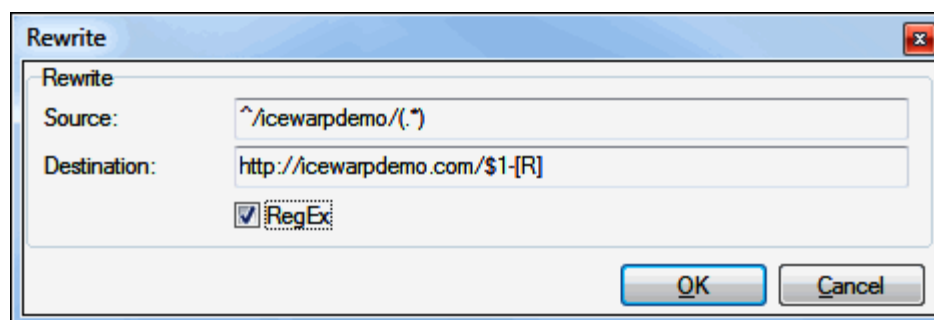 Rewrite
Rewrite
Source: ^/icewarpdemo/(.*)
Destination: http://icewarpdemo.com/$1-[R]
RegEx
OK Cancel